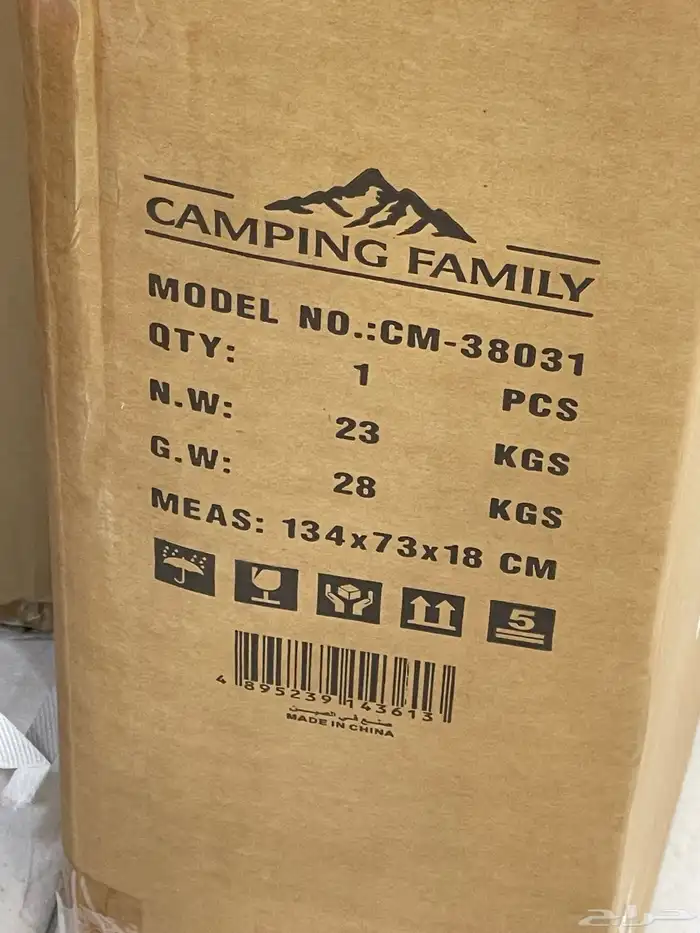 CAMPING FAMILY
MODEL NO.:CM-38031
QTY: 1 PCS
N.W: 23 KGS
G.W: 28 KGS
MEAS: 134x73x18 CM
5
4 895239 143613
صنع في الصين
MADE IN CHINA
حراج